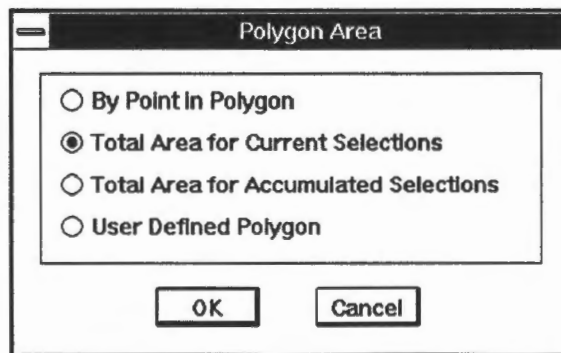 Polygon Area
By Point in Polygon
Total Area for Current Selections
Total Area for Accumulated Selections
User Defined Polygon
OK Cancel